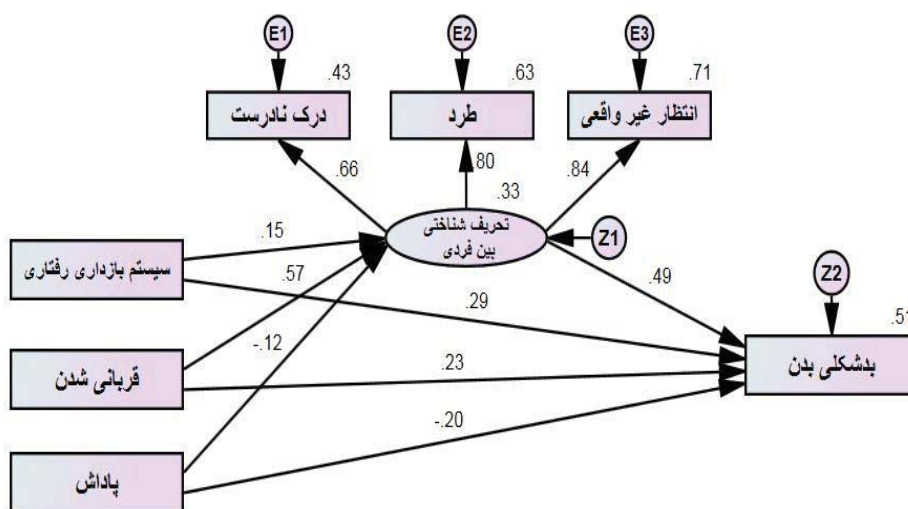 E1
E2
E3
.43
.63
.71
درک نادرست
طرد
انتظار غیر واقعی
.66
.80
.84
.33
تحریف شناختی
بین فردی
Z1
سیستم بازداری رفتاری
.15
.57
-.12
.49
.29
Z2
.51
قربانی شدن
.23
بدشکلی بدن
-.20
پاداش